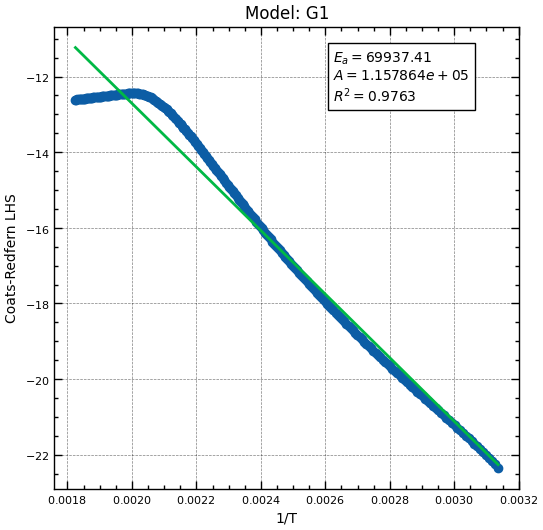 Model: G1
E_a = 69937.41
A = 1.157864e + 05
R^2 = 0.9763
Coats-Redfern LHS
−12
−14
−16
−18
−20
−22
0.0018 0.0020 0.0022 0.0024 0.0026 0.0028 0.0030 0.0032
1/T